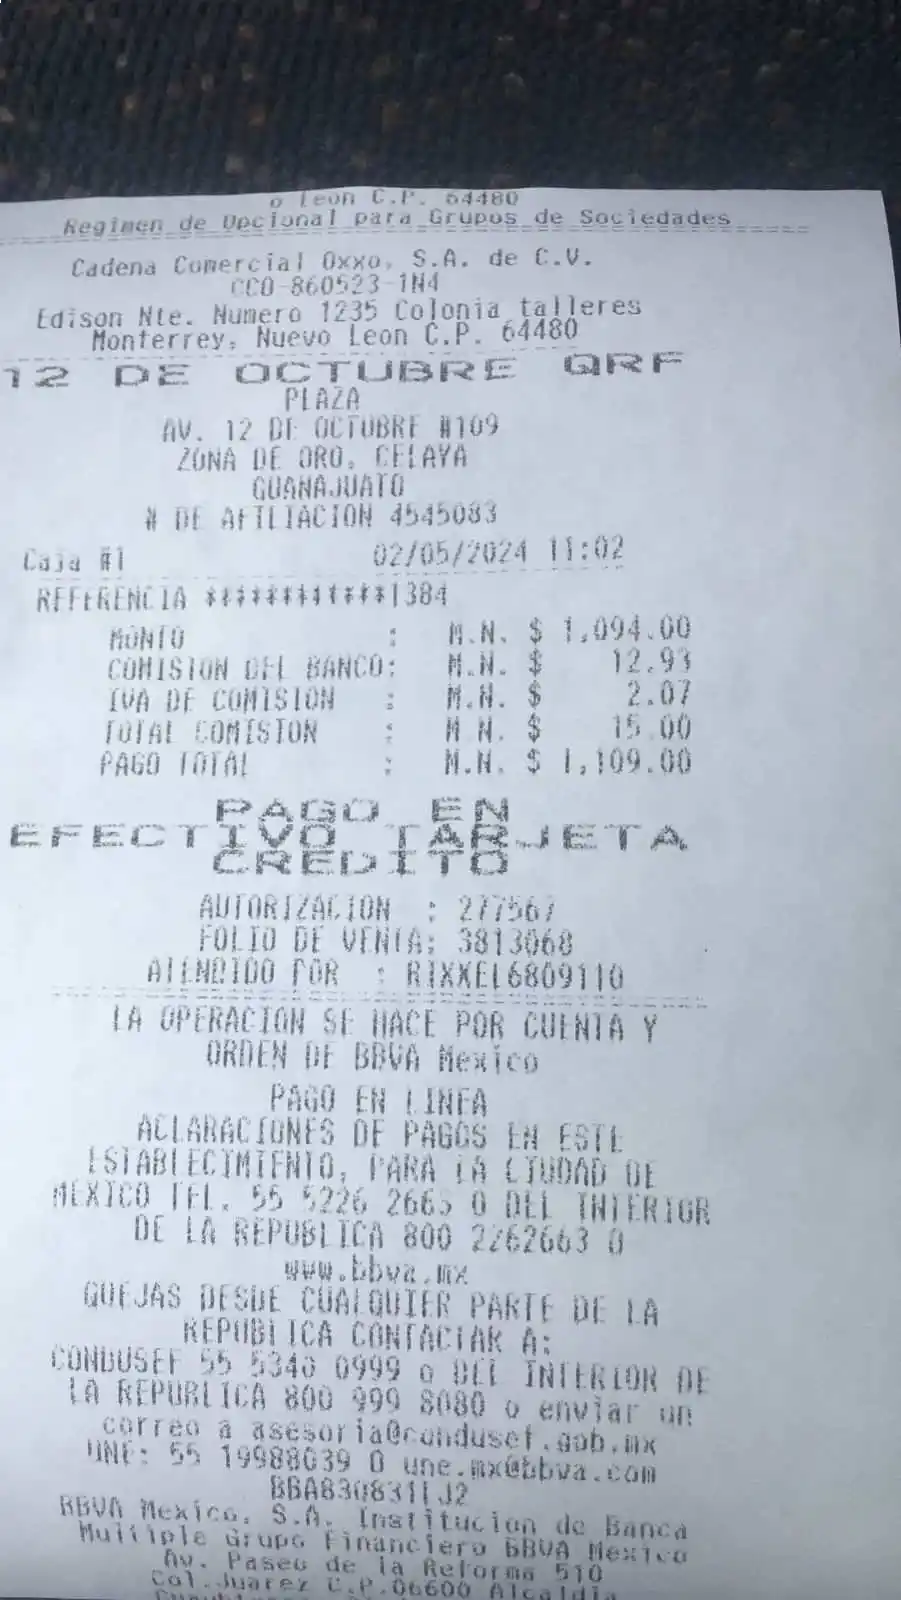 o Leon C.P. 64480
Regimen de Opcional para Grupos de Sociedades
Cadena Comercial Oxxo, S.A. de C.V.
CCO-860523-1N4
Edison Nte. Numero 1235 Colonia talleres
Monterrey, Nuevo Leon C.P. 64480
12 DE OCTUBRE QRF
PLAZA
AV. 12 DE OCTUBRE #109
ZONA DE ORO, CELAYA
GUANAJUATO
# DE AFILIACION 4545083
Caja #1 02/05/2024 11:02
REFERENCIA ************1384
MONTO : M.N. $ 1,094.00
COMISION DEL BANCO: M.N. $ 12.93
IVA DE COMISION : M.N. $ 2.07
TOTAL COMISION : M.N. $ 15.00
PAGO TOTAL : M.N. $ 1,109.00
PAGO EN
EFECTIVO TARJETA
CREDITO
AUTORIZACION : 277567
FOLIO DE VENTA: 3813068
ATENDIDO POR : RIXXEL6809110
LA OPERACION SE HACE POR CUENTA Y
ORDEN DE BBVA Mexico
PAGO EN LINEA
ACLARACIONES DE PAGOS EN ESTE
ESTABLECIMIENTO, PARA LA CIUDAD DE
MEXICO TEL. 55 5226 2663 O DEL INTERIOR
DE LA REPUBLICA 800 2262663 O
www.bbva.mx
QUEJAS DESDE CUALQUIER PARTE DE LA
REPUBLICA CONTACTAR A:
CONDUSEF 55 5340 0999 o DEL INTERIOR DE
LA REPUBLICA 800 999 8080 o enviar un
correo a asesoria@condusef.gob.mx
UNE: 55 19988039 O une.mx@bbva.com
BBA830831LJ2
BBVA Mexico, S.A. Institucion de Banca
Multiple Grupo Financiero BBVA Mexico
Av. Paseo de la Reforma 510
Col.Juarez C.P.06600 Alcaldia